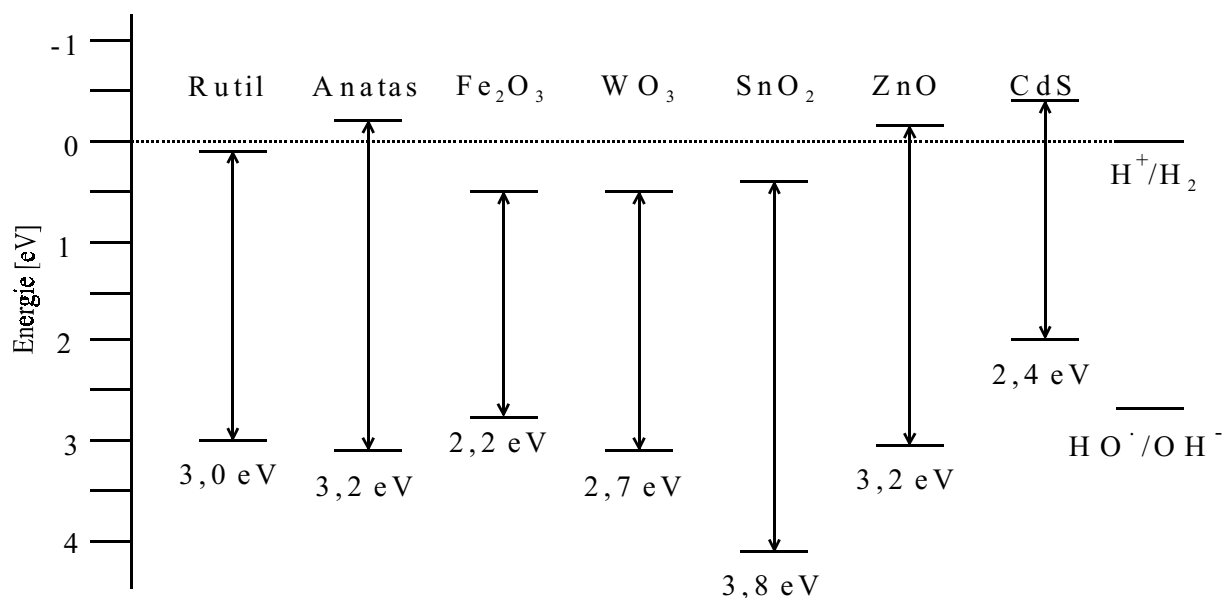 -1
Rutil Anatas Fe₂O₃ WO₃ SnO₂ ZnO CdS
0
H⁺/H₂
1
Energie [eV]
2
2,4 eV
3
2,2 eV
HO˙/OH⁻
3,0 eV
3,2 eV
2,7 eV
3,2 eV
4
3,8 eV